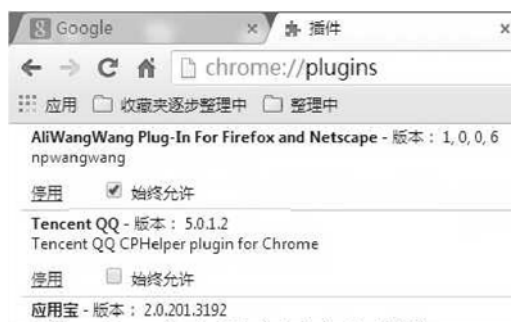 Google
插件
chrome://plugins
应用 收藏夹逐步整理中 整理中
AliWangWang Plug-In For Firefox and Netscape - 版本： 1, 0, 0, 6
npwangwang
停用 始终允许
Tencent QQ - 版本： 5.0.1.2
Tencent QQ CPHelper plugin for Chrome
停用 始终允许
应用宝 - 版本： 2.0.201.3192